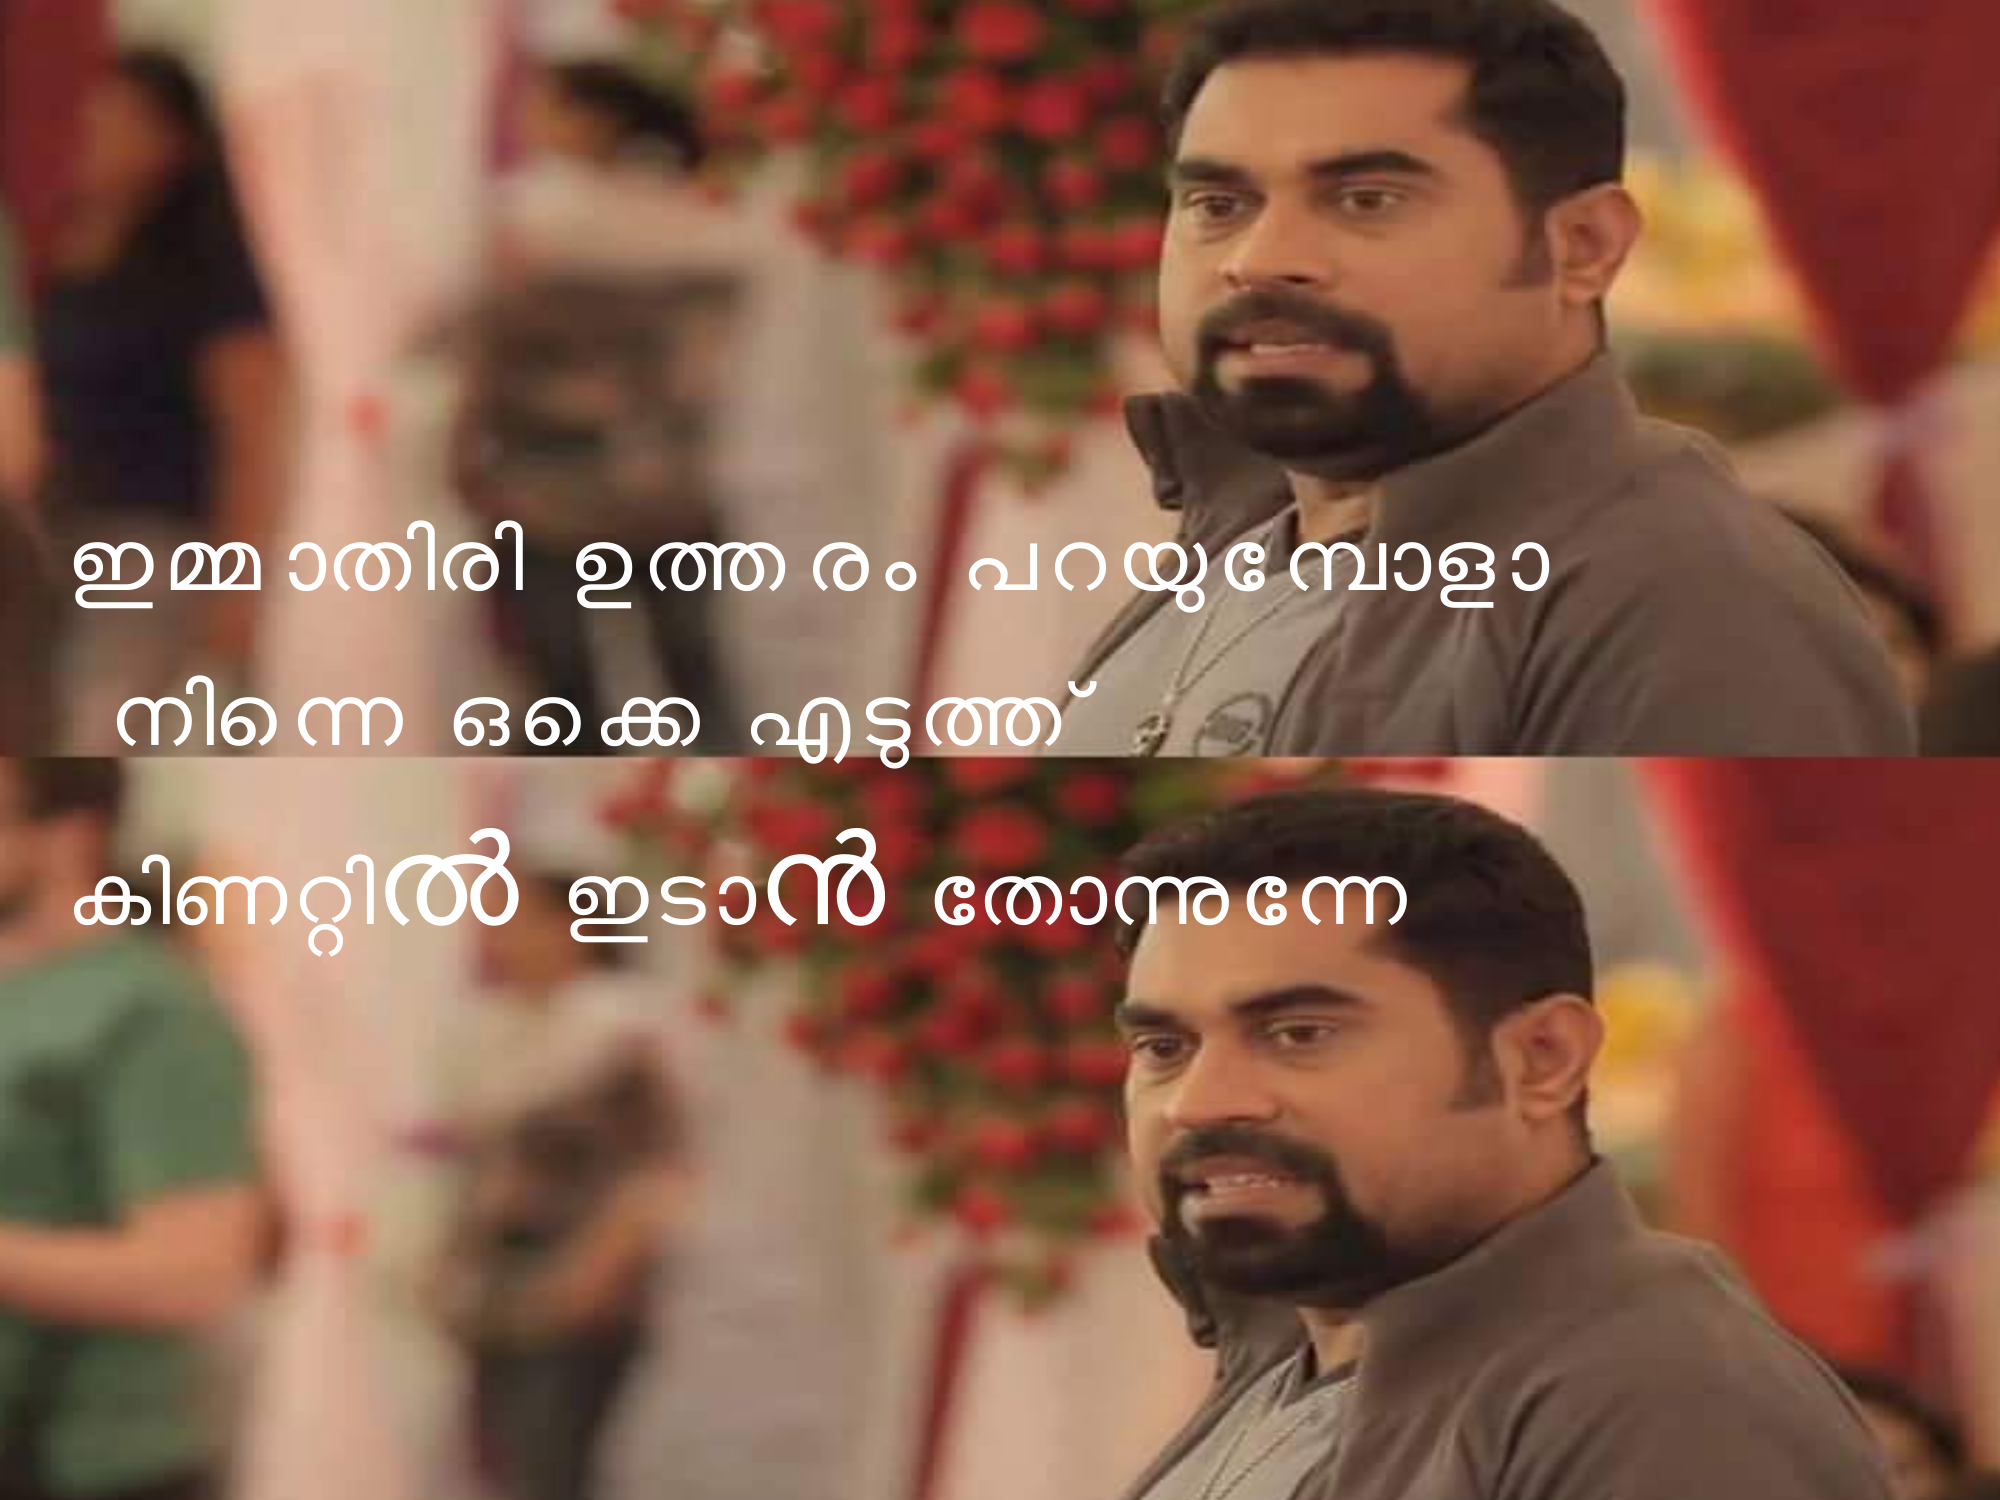 ഇമ്മാതിരി ഉത്തരം പറയുമ്പോളാ
നിന്നെ ഒക്കെ എടുത്ത്
കിണറ്റിൽ ഇടാൻ തോന്നുന്നേ